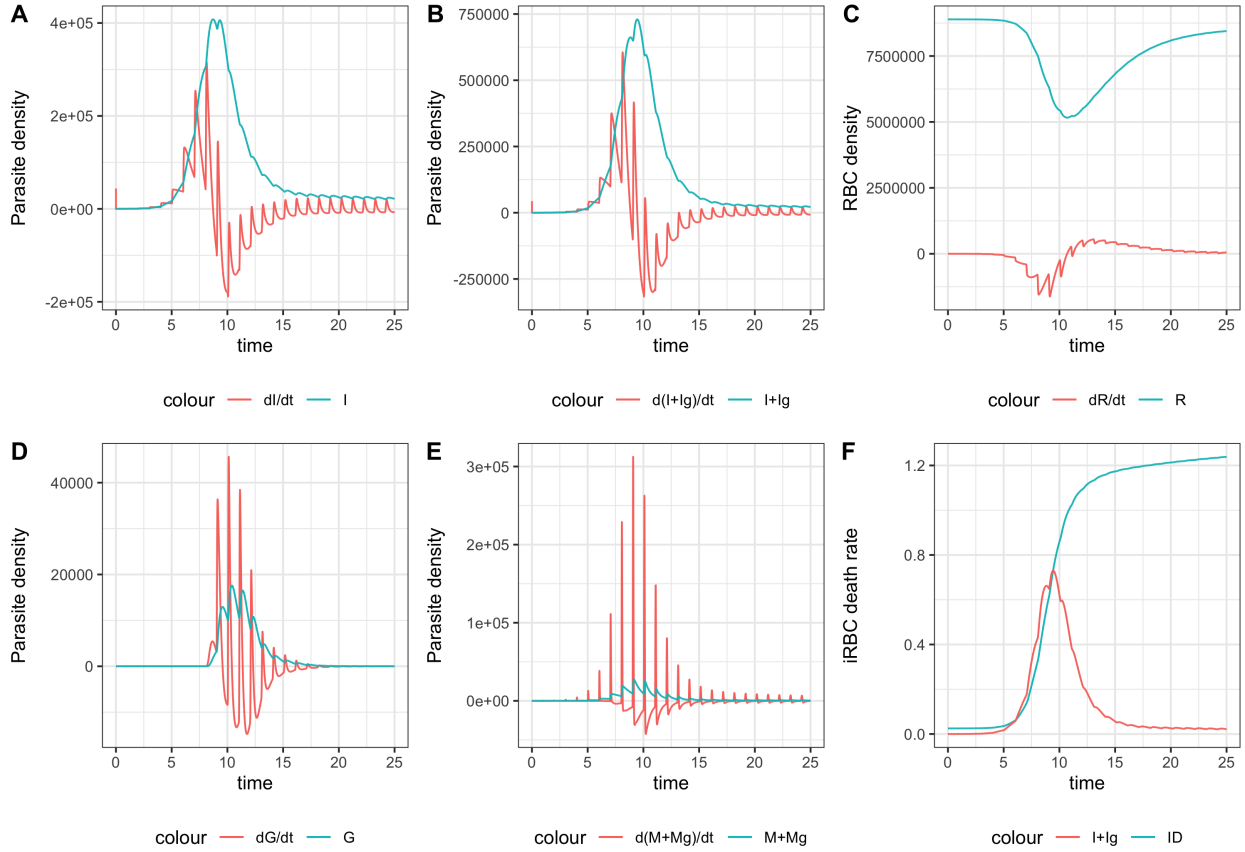 A
Parasite density
4e+05
2e+05
0e+00
-2e+05
0 5 10 15 20 25
time
colour dI/dt I
B
Parasite density
750000
500000
250000
0
-250000
0 5 10 15 20 25
time
colour d(I+Ig)/dt I+Ig
C
RBC density
7500000
5000000
2500000
0
0 5 10 15 20 25
time
colour dR/dt R
D
Parasite density
40000
20000
0
0 5 10 15 20 25
time
colour dG/dt G
E
Parasite density
3e+05
2e+05
1e+05
0e+00
0 5 10 15 20 25
time
colour d(M+Mg)/dt M+Mg
F
iRBC death rate
1.2
0.8
0.4
0.0
0 5 10 15 20 25
time
colour I+Ig ID